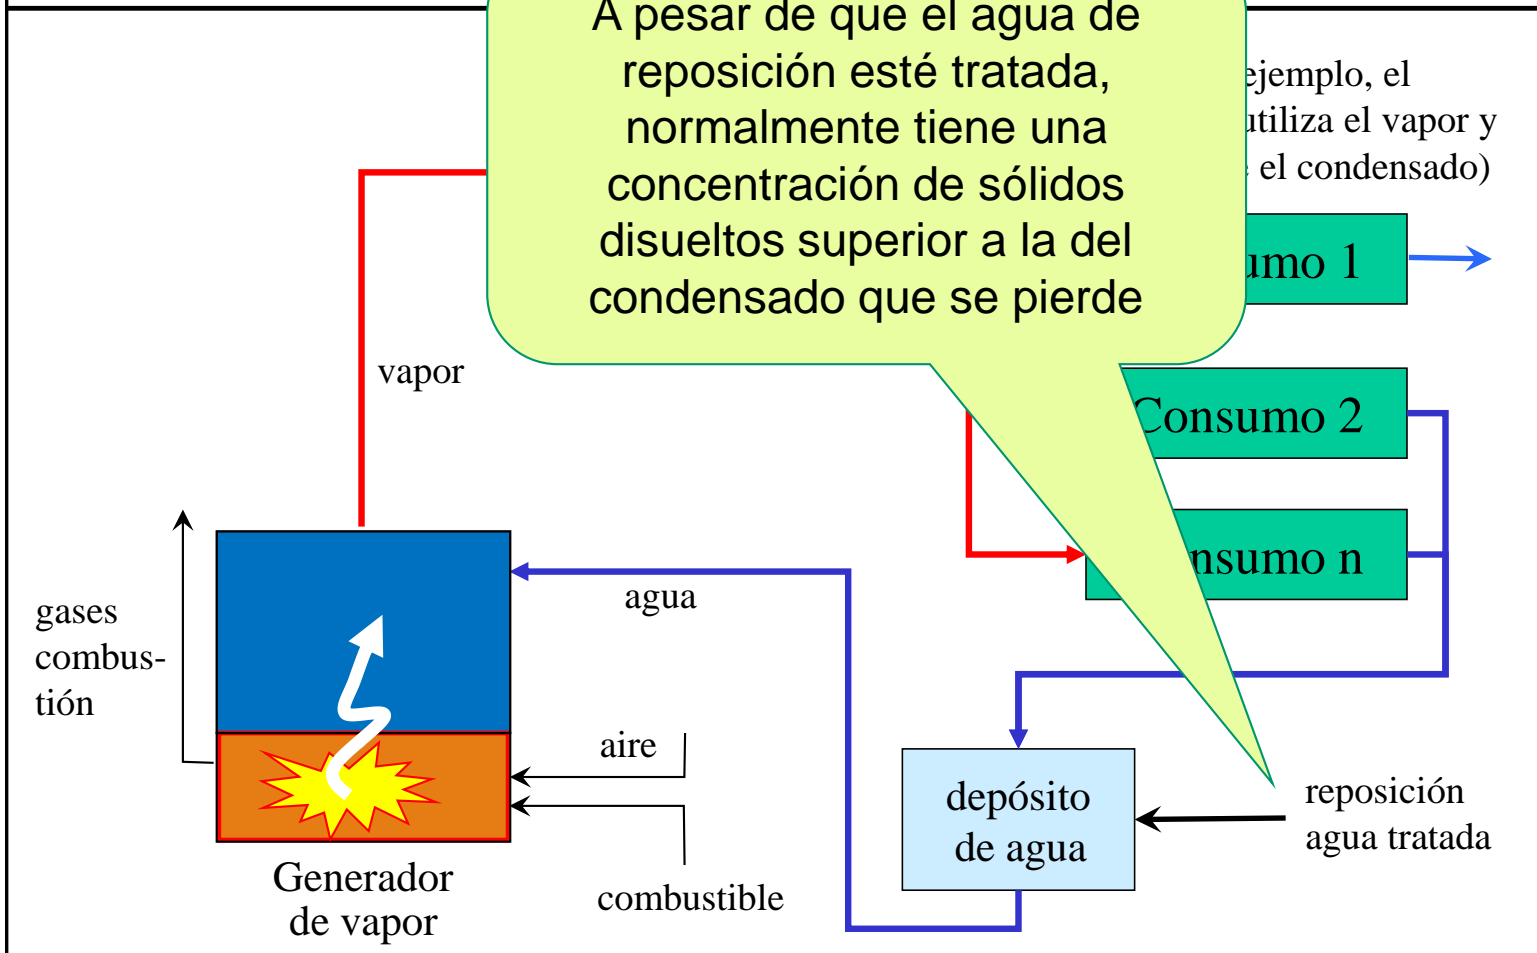 A pesar de que el agua de
reposición esté tratada,
normalmente tiene una
concentración de sólidos
disueltos superior a la del
condensado que se pierde
ejemplo, el
utiliza el vapor y
el condensado)
umo 1
vapor
Consumo 2
nsumo n
agua
gases
combus-
tión
aire
depósito
de agua
reposición
agua tratada
Generador
de vapor
combustible